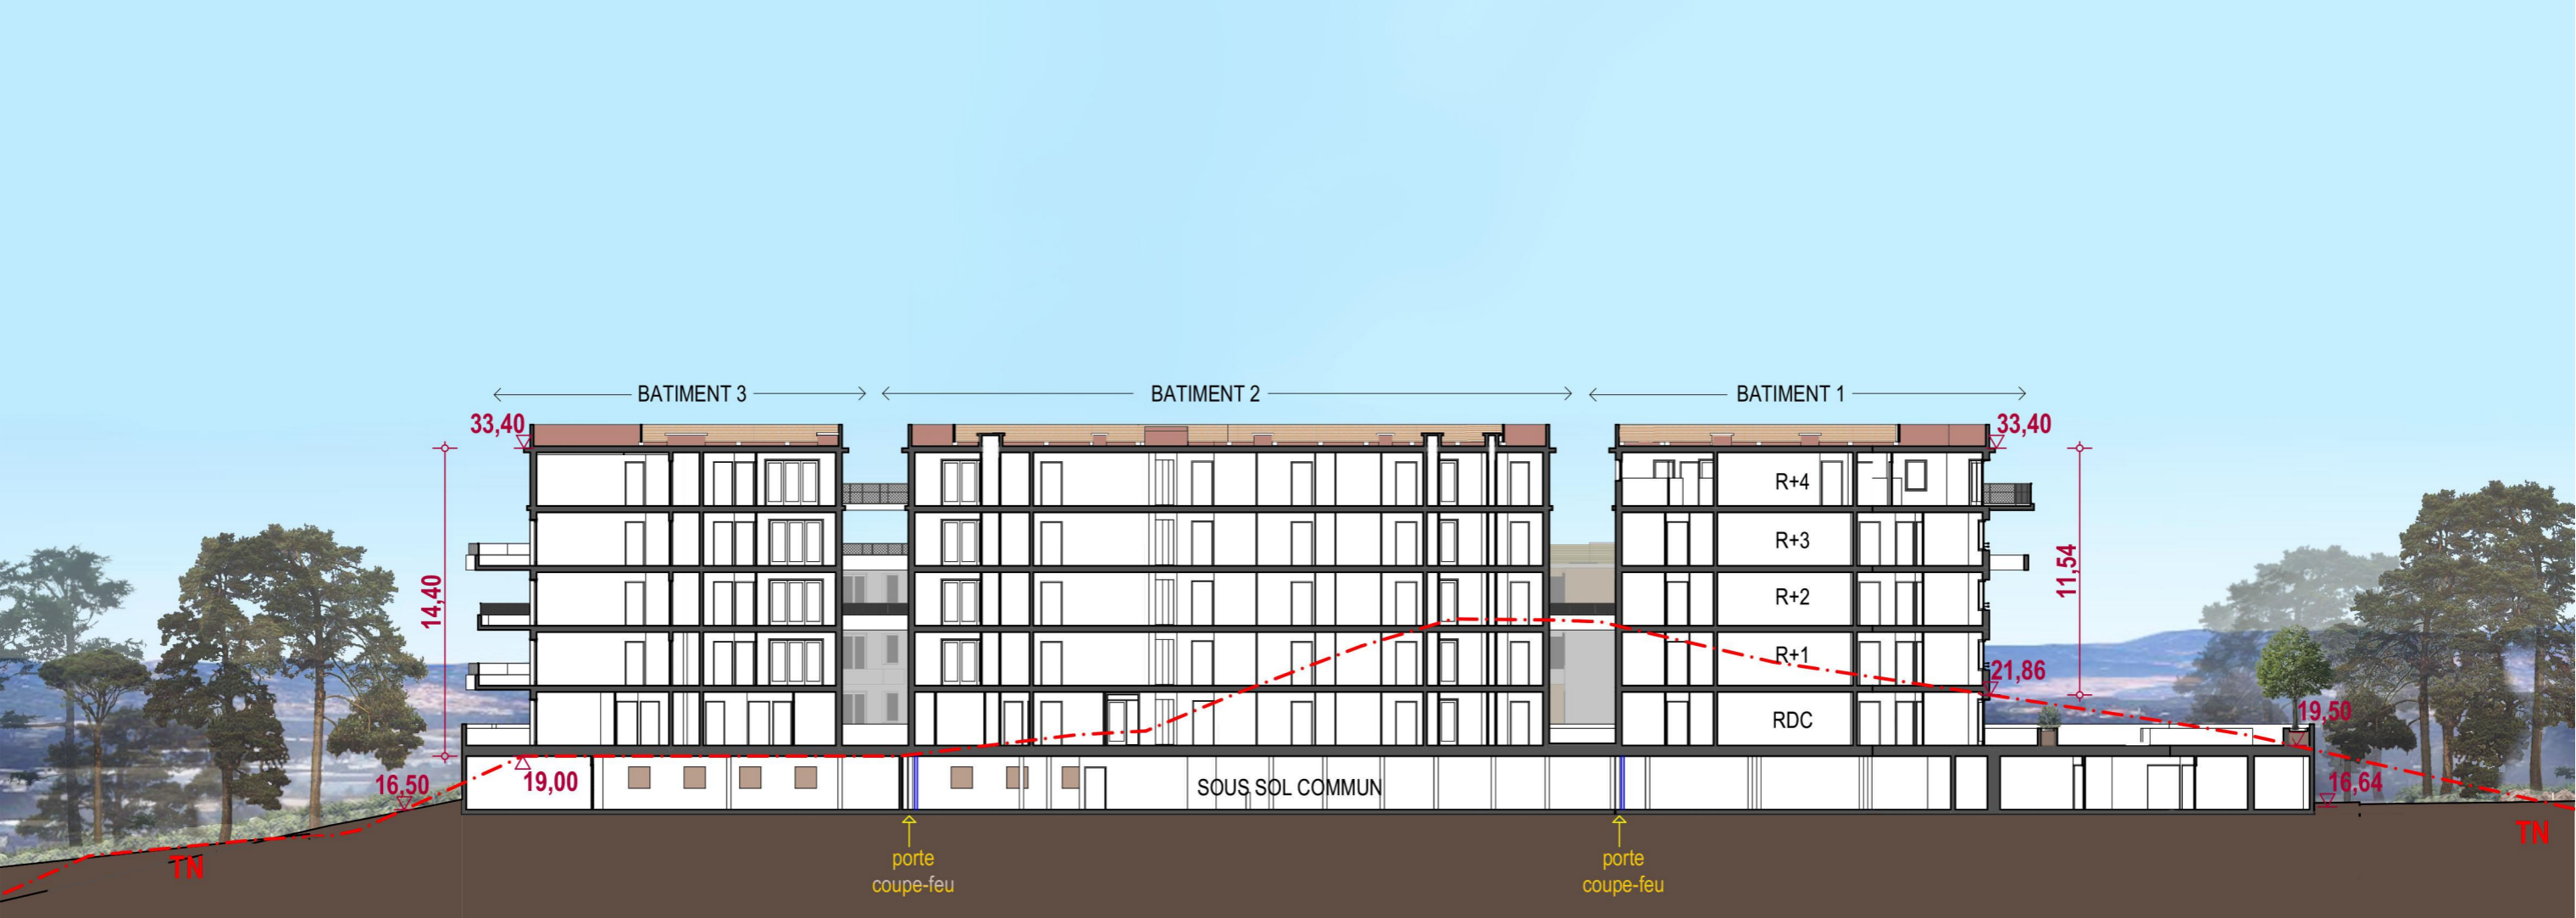 BATIMENT 3
BATIMENT 2
BATIMENT 1
33,40
33,40
R+4
R+3
14,40
11,54
R+2
R+1
21,86
RDC
19,50
16,50
19,00
SOUS SOL COMMUN
16,64
TN
TN
porte
coupe-feu
porte
coupe-feu